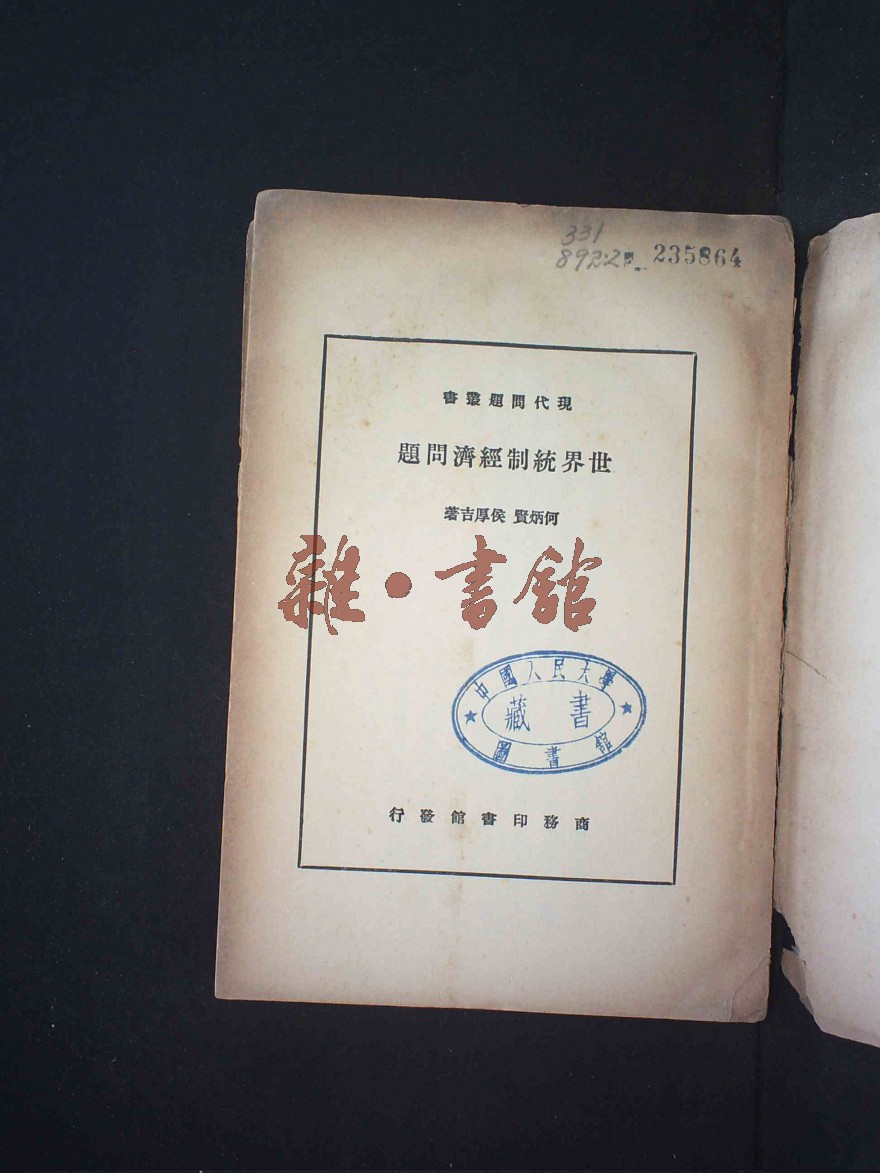 331
892:2
235864
現代問題叢書
世界統制經濟問題
何炳賢 侯厚吉著
雜·書館
中國人民大學
藏書
圖書館
商務印書館發行